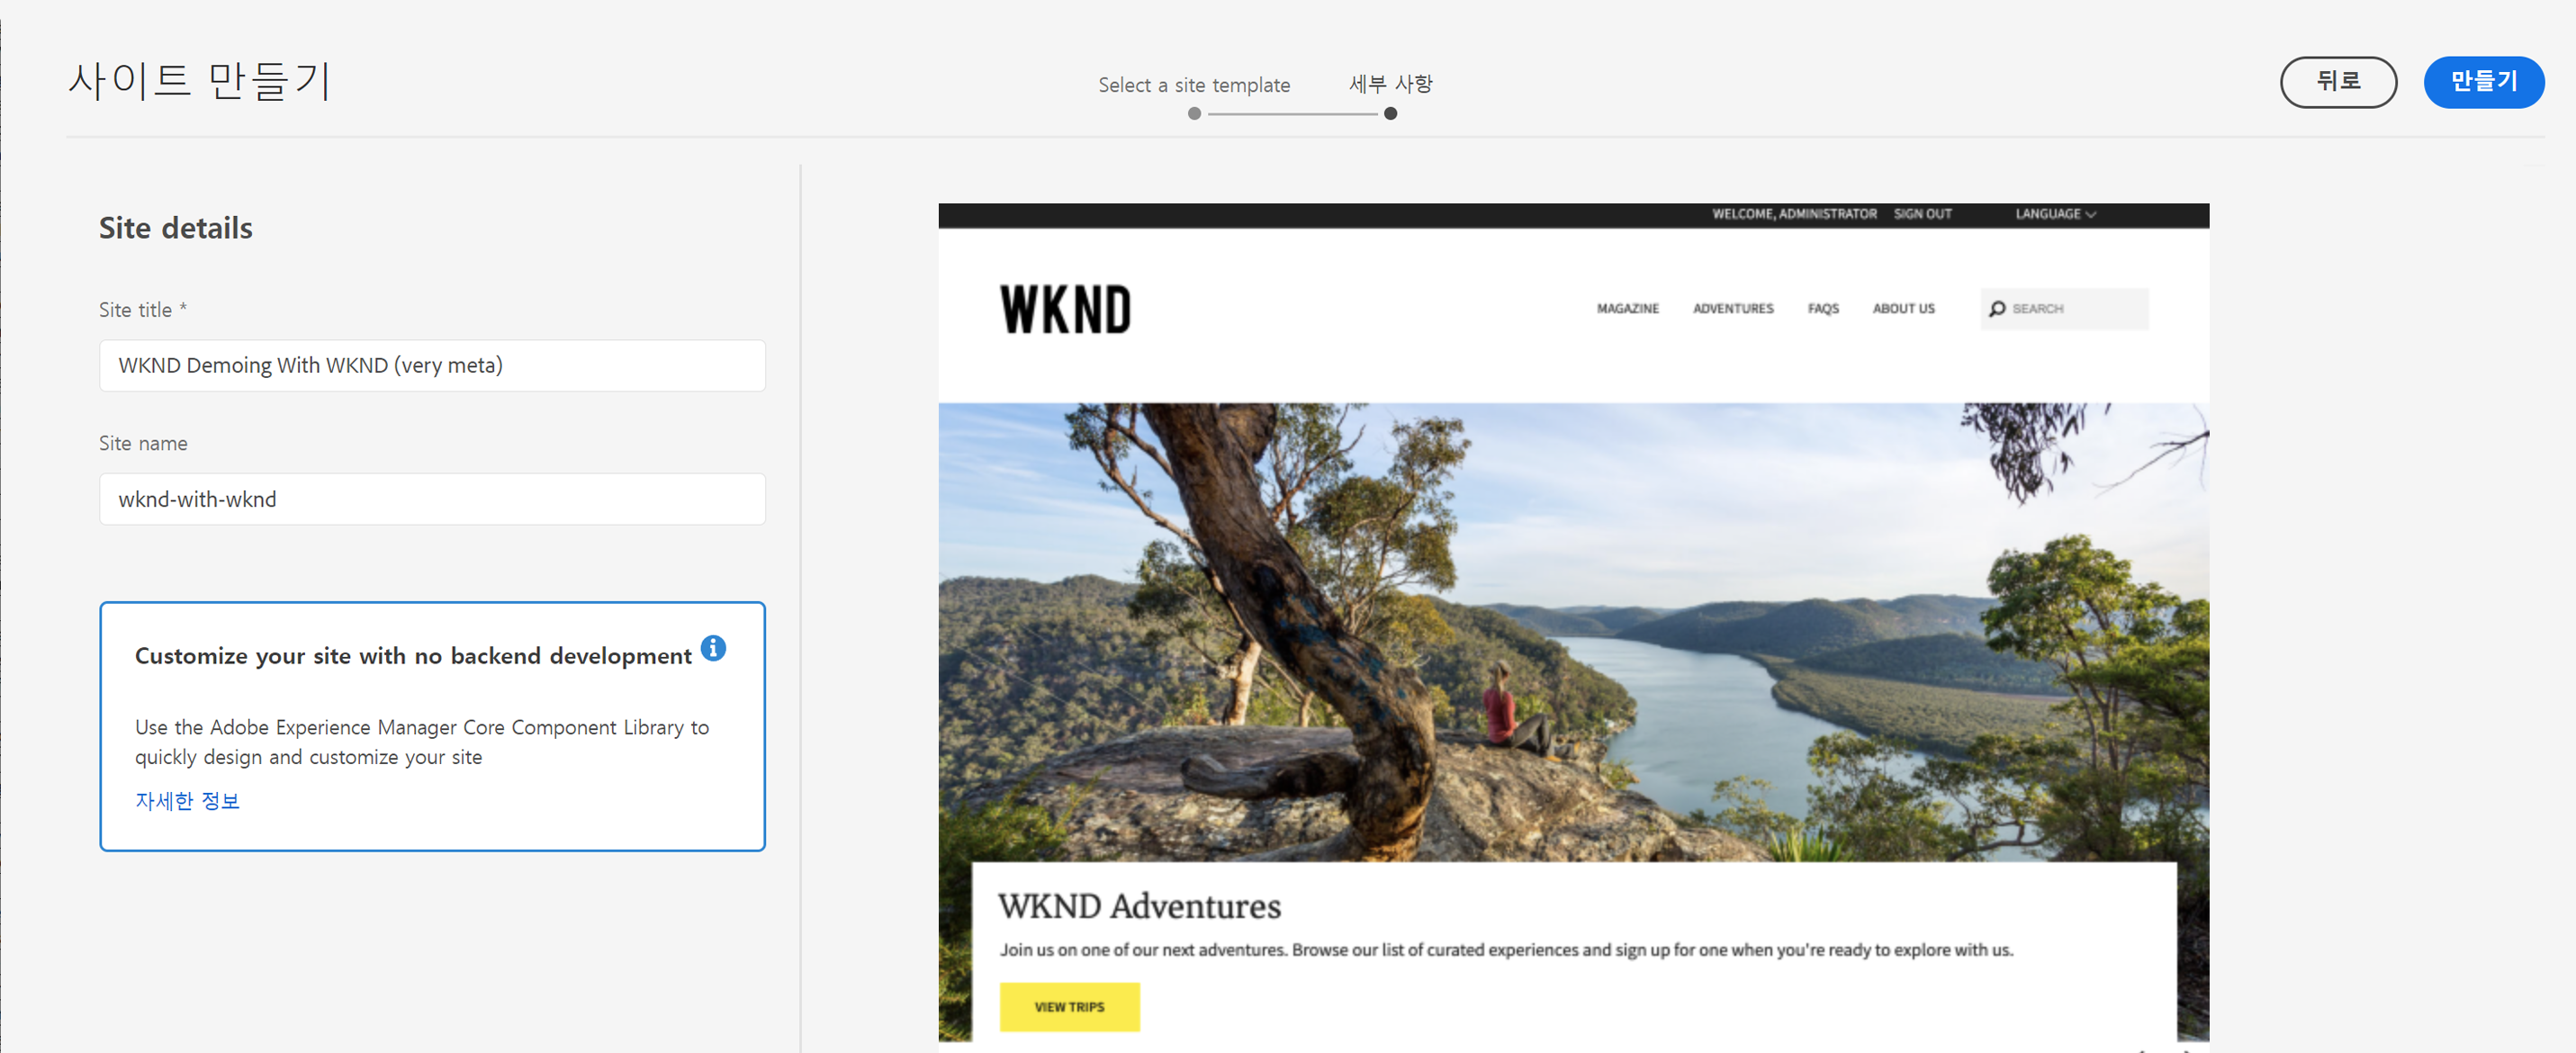 사이트 만들기
Select a site template
세부 사항
뒤로
만들기
Site details
Site title *
WKND Demoing With WKND (very meta)
Site name
wknd-with-wknd
Customize your site with no backend development
Use the Adobe Experience Manager Core Component Library to
quickly design and customize your site
자세한 정보
WELCOME, ADMINISTRATOR SIGN OUT LANGUAGE
WKND
MAGAZINE ADVENTURES FAQS ABOUT US SEARCH
WKND Adventures
Join us on one of our next adventures. Browse our list of curated experiences and sign up for one when you're ready to explore with us.
VIEW TRIPS